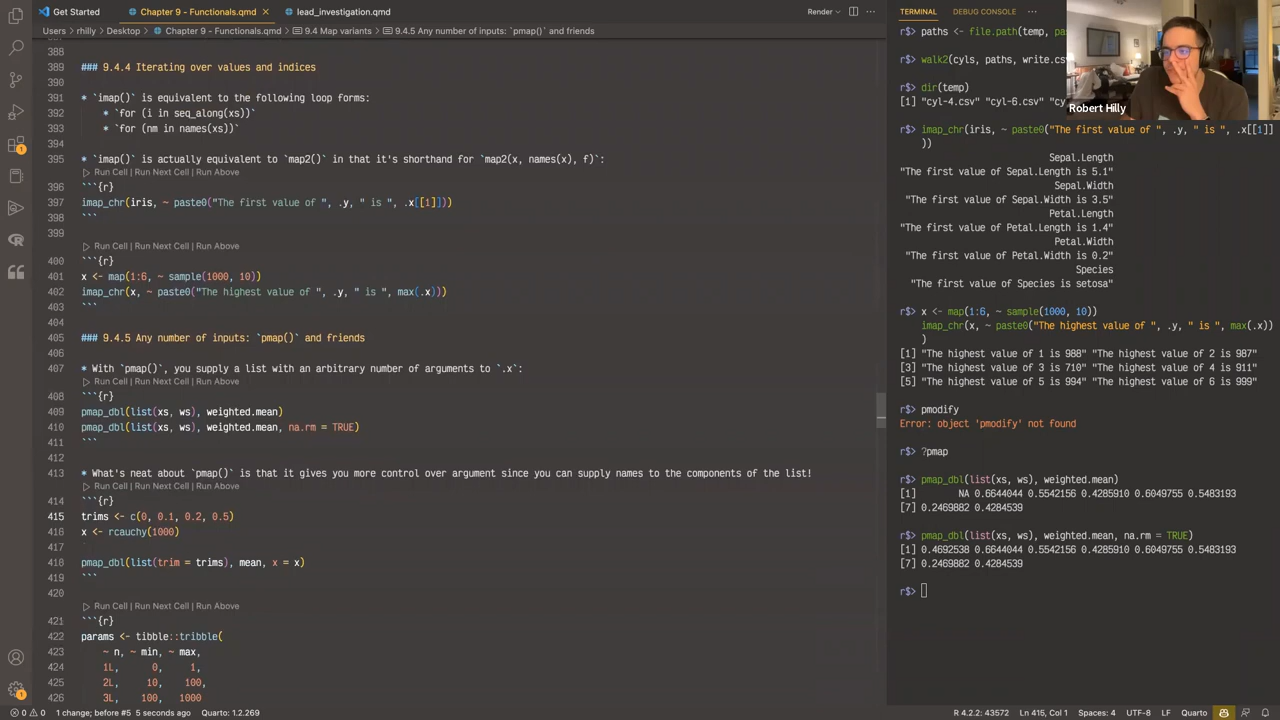 Get Started
Chapter 9 - Functionals.qmd
lead_investigation.qmd
Render
Users > rhilly > Desktop > Chapter 9 - Functionals.qmd > 9.4 Map variants > 9.4.5 Any number of inputs: `pmap()` and friends
388
389 ### 9.4.4 Iterating over values and indices
390
391 * `imap()` is equivalent to the following loop forms:
392 * `for (i in seq_along(xs))`
393 * `for (nm in names(xs))`
394
395 * `imap()` is actually equivalent to `map2()` in that it's shorthand for `map2(x, names(x), f)`:
Run Cell | Run Next Cell | Run Above
396 ```{r}
397 imap_chr(iris, ~ paste0("The first value of ", .y, " is ", .x[[1]]))
398 ```
399
Run Cell | Run Next Cell | Run Above
400 ```{r}
401 x <- map(1:6, ~ sample(1000, 10))
402 imap_chr(x, ~ paste0("The highest value of ", .y, " is ", max(.x)))
403 ```
404
405 ### 9.4.5 Any number of inputs: `pmap()` and friends
406
407 * With `pmap()`, you supply a list with an arbitrary number of arguments to `.x`:
Run Cell | Run Next Cell | Run Above
408 ```{r}
409 pmap_dbl(list(xs, ws), weighted.mean)
410 pmap_dbl(list(xs, ws), weighted.mean, na.rm = TRUE)
411 ```
412
413 * What's neat about `pmap()` is that it gives you more control over argument since you can supply names to the components of the list!
Run Cell | Run Next Cell | Run Above
414 ```{r}
415 trims <- c(0, 0.1, 0.2, 0.5)
416 x <- rcauchy(1000)
417
418 pmap_dbl(list(trim = trims), mean, x = x)
419 ```
420
Run Cell | Run Next Cell | Run Above
421 ```{r}
422 params <- tibble::tribble(
423 ~ n, ~ min, ~ max,
424 1L, 0, 1,
425 2L, 10, 100,
426 3L, 100, 1000
TERMINAL
DEBUG CONSOLE
paths <- file.path(temp, pa
r$> walk2(cyls, paths, write.cs
r$> dir(temp)
[1] "cyl-4.csv" "cyl-6.csv" "cy
Robert Hilly
r$> imap_chr(iris, ~ paste0("The first value of ", .y, " is ", .x[[1]]
))
Sepal.Length
"The first value of Sepal.Length is 5.1"
Sepal.Width
"The first value of Sepal.Width is 3.5"
Petal.Length
"The first value of Petal.Length is 1.4"
Petal.Width
"The first value of Petal.Width is 0.2"
Species
"The first value of Species is setosa"
r$> x <- map(1:6, ~ sample(1000, 10))
imap_chr(x, ~ paste0("The highest value of ", .y, " is ", max(.x))
)
[1] "The highest value of 1 is 988" "The highest value of 2 is 987"
[3] "The highest value of 3 is 710" "The highest value of 4 is 911"
[5] "The highest value of 5 is 994" "The highest value of 6 is 999"
r$> pmodify
Error: object 'pmodify' not found
r$> ?pmap
r$> pmap_dbl(list(xs, ws), weighted.mean)
[1] NA 0.6644044 0.5542156 0.4285910 0.6049755 0.5483193
[7] 0.2469882 0.4284539
r$> pmap_dbl(list(xs, ws), weighted.mean, na.rm = TRUE)
[1] 0.4692538 0.6644044 0.5542156 0.4285910 0.6049755 0.5483193
[7] 0.2469882 0.4284539
r$>
0 0 1 change; before #5 5 seconds ago Quarto: 1.2.269
R 4.2.2: 43572 Ln 415, Col 1 Spaces: 4 UTF-8 LF Quarto